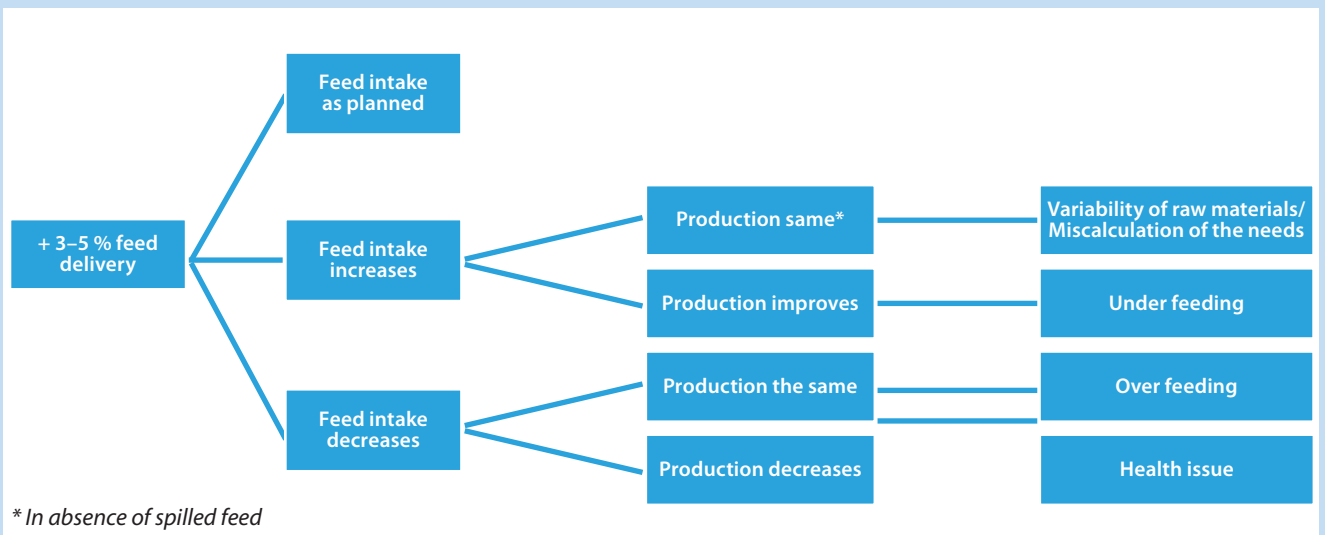 + 3–5 % feed
delivery
Feed intake
as planned
Feed intake
increases
Feed intake
decreases
Production same*
Production improves
Production the same
Production decreases
Variability of raw materials/
Miscalculation of the needs
Under feeding
Over feeding
Health issue
* In absence of spilled feed